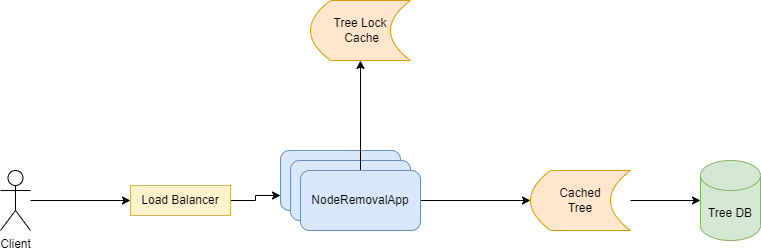 Tree Lock
Cache
Client
Load Balancer
NodeRemovalApp
Cached
Tree
Tree DB